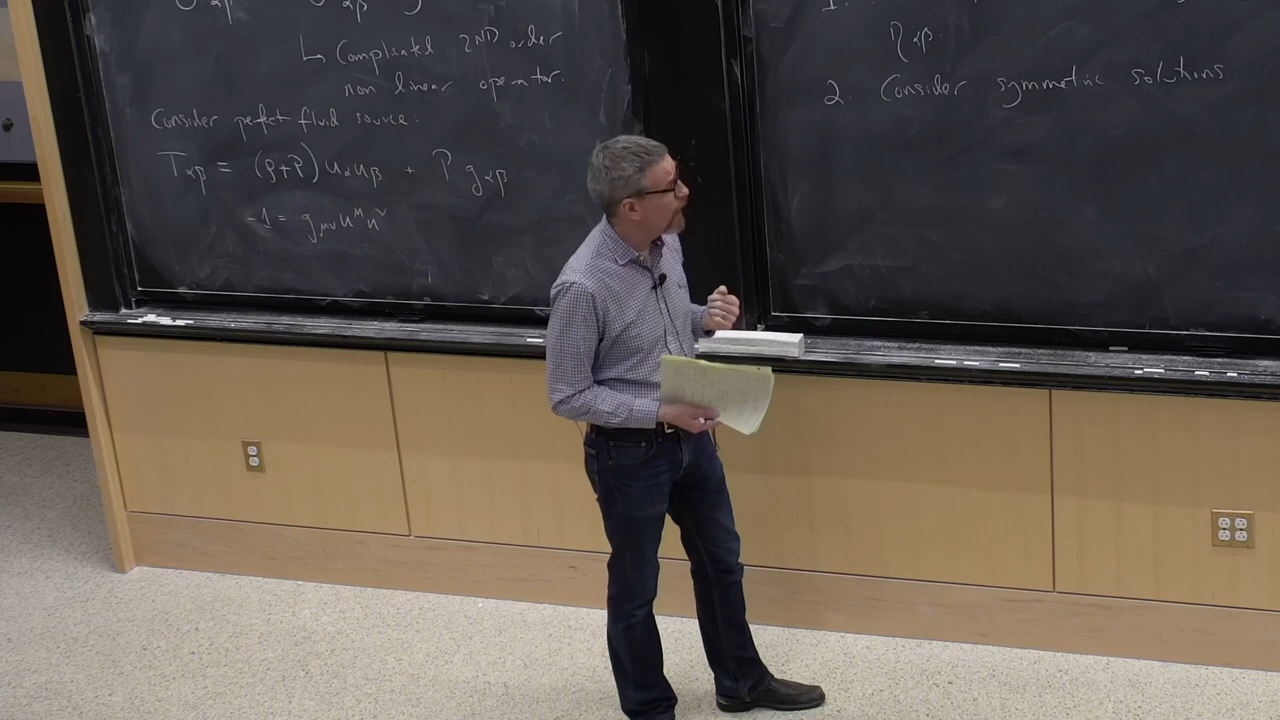 ↳ Complicated 2ND order
non linear operator.
Consider perfect fluid source.
Tαβ = (ρ+P) uαuβ + P gαβ
-1 = gμν uμ uν
1.
ηαβ.
2. Consider symmetric solutions.